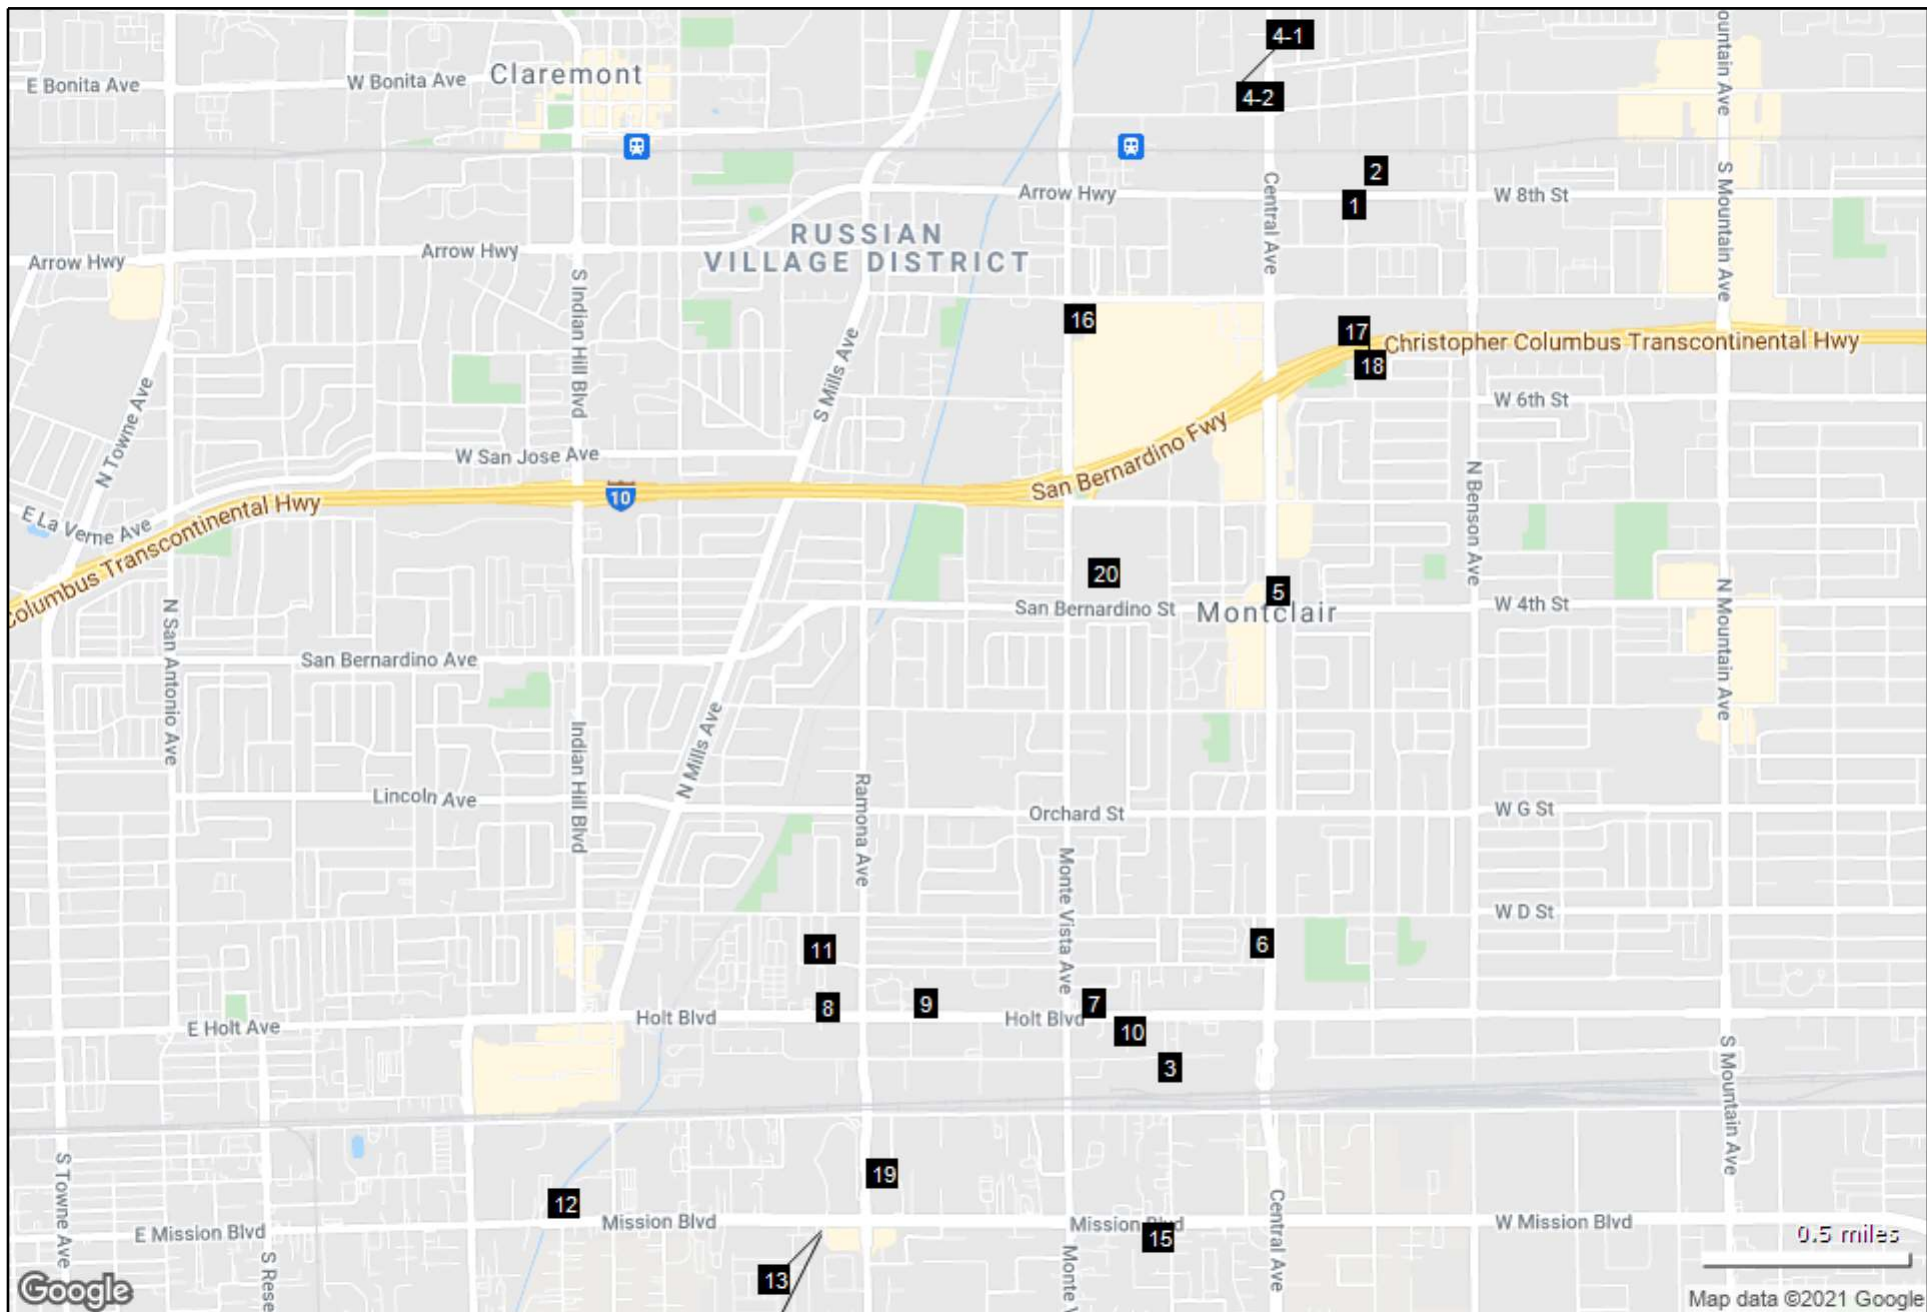 4-1
ountain Ave
E Bonita Ave
W Bonita Ave
Claremont
4-2
2
Arrow Hwy
W 8th St
1
Central Ave
S Mountain Ave
RUSSIAN
VILLAGE DISTRICT
Arrow Hwy
Arrow Hwy
S Indian Hill Blvd
16
17
Christopher Columbus Transcontinental Hwy
18
S Mills Ave
W 6th St
N Towne Ave
W San Jose Ave
San Bernardino Fwy
10
N Benson Ave
E La Verne Ave
Columbus Transcontinental Hwy
20
5
San Bernardino St
Montclair
W 4th St
N San Antonio Ave
N Mountain Ave
San Bernardino Ave
N Mills Ave
Indian Hill Blvd
Lincoln Ave
Ramona Ave
Orchard St
W G St
Monte Vista Ave
W D St
11
6
8
9
7
E Holt Ave
Holt Blvd
Holt Blvd
10
3
S Mountain Ave
S Towne Ave
19
12
Central Ave
E Mission Blvd
Mission Blvd
Mission Blvd
W Mission Blvd
15
0.5 miles
S Rese
Monte V
13
Google
Map data ©2021 Google